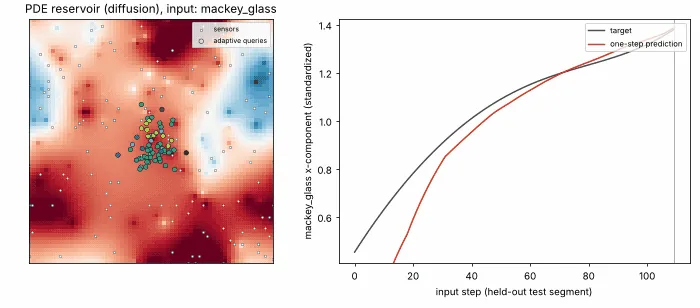 PDE reservoir (diffusion), input: mackey_glass
sensors
adaptive queries
mackey_glass x-component (standardized)
1.4
1.2
1.0
0.8
0.6
target
one-step prediction
0
20
40
60
80
100
input step (held-out test segment)